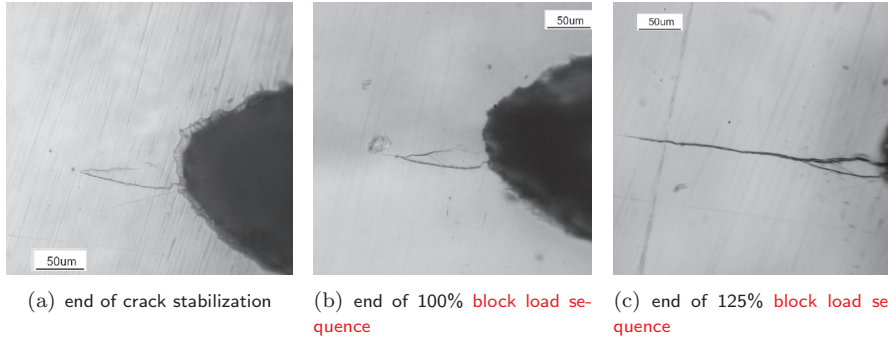 50um
50um
50um
(a) end of crack stabilization
(b) end of 100% block load se-
quence
(c) end of 125% block load se
quence